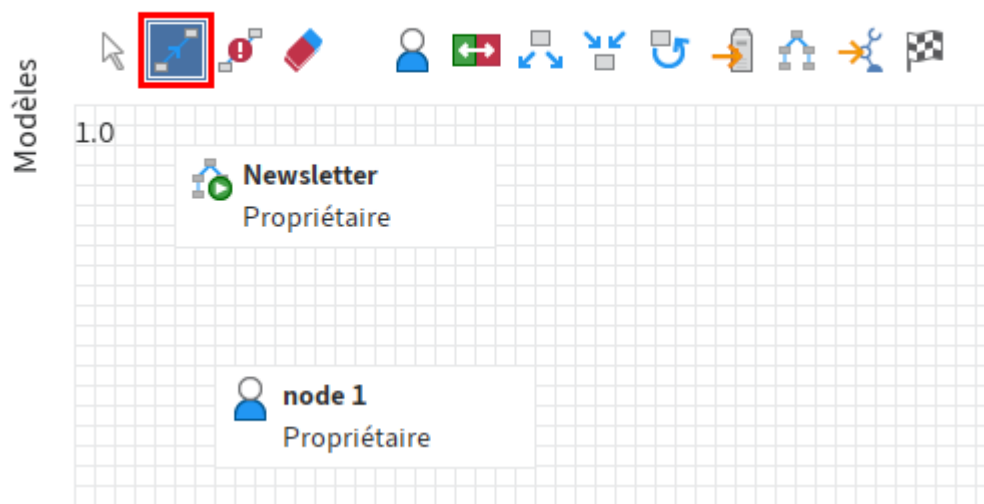 Modèles
1.0
Newsletter
Propriétaire
node 1
Propriétaire